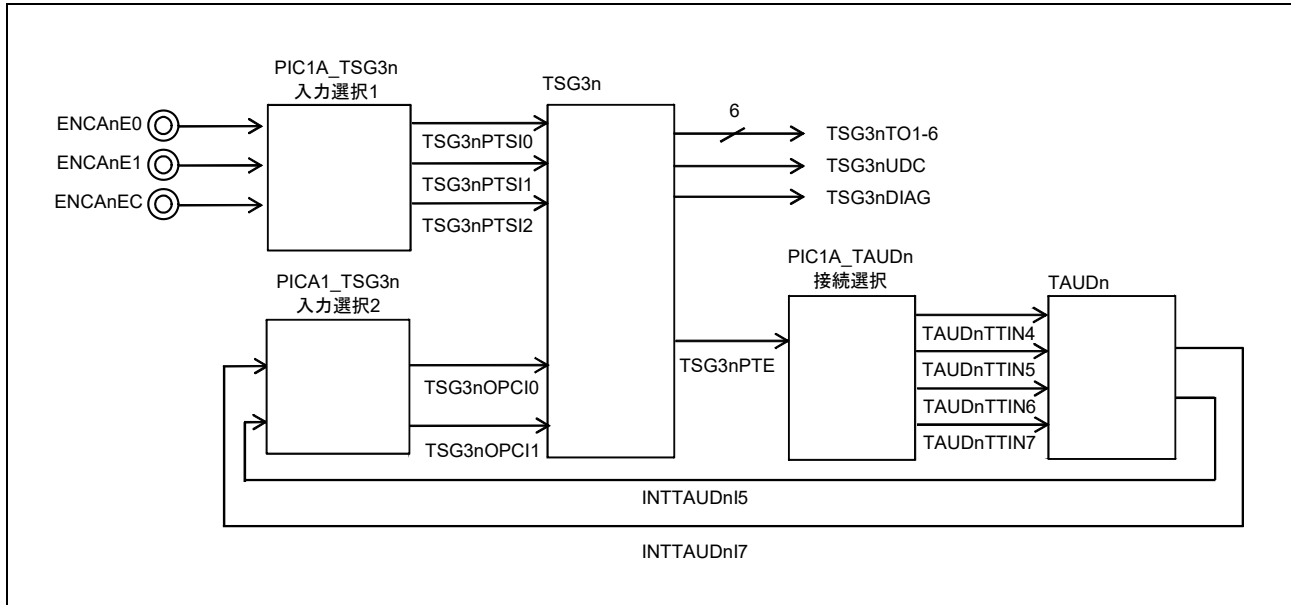 PIC1A_TSG3n
入力選択1
TSG3n
ENCAnE0
ENCAnE1
ENCAnEC
TSG3nPTSI0
TSG3nPTSI1
TSG3nPTSI2
6
TSG3nTO1-6
TSG3nUDC
TSG3nDIAG
PICA1_TSG3n
入力選択2
TSG3nOPCI0
TSG3nOPCI1
TSG3nPTE
PIC1A_TAUDn
接続選択
TAUDn
TAUDnTTIN4
TAUDnTTIN5
TAUDnTTIN6
TAUDnTTIN7
INTTAUDnI5
INTTAUDnI7